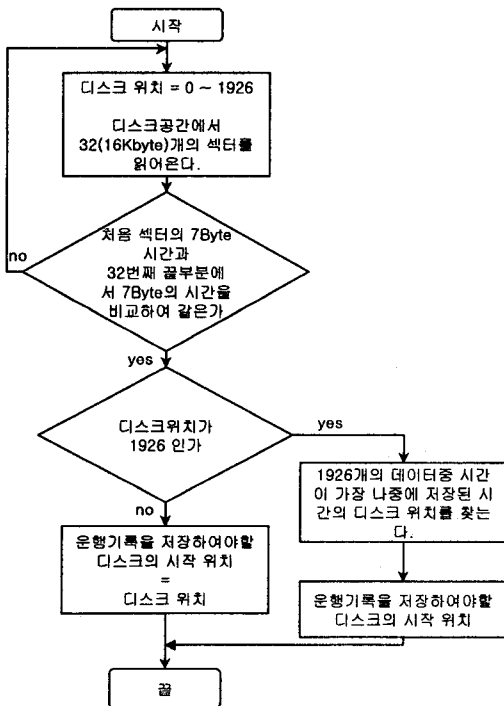 시작
디스크 위치 = 0 ~ 1926
디스크공간에서
32(16Kbyte)개의 섹터를
읽어온다.
no
처음 섹터의 7Byte
시간과
32번째 끝부분에
서 7Byte의 시간을
비교하여 같은가
yes
디스크위치가
1926 인가
yes
1926개의 데이터중 시간
이 가장 나중에 저장된 시
간의 디스크 위치를 찾는
다.
no
운행기록을 저장하여야할
디스크의 시작 위치
=
디스크 위치
운행기록을 저장하여야할
디스크의 시작 위치
끝